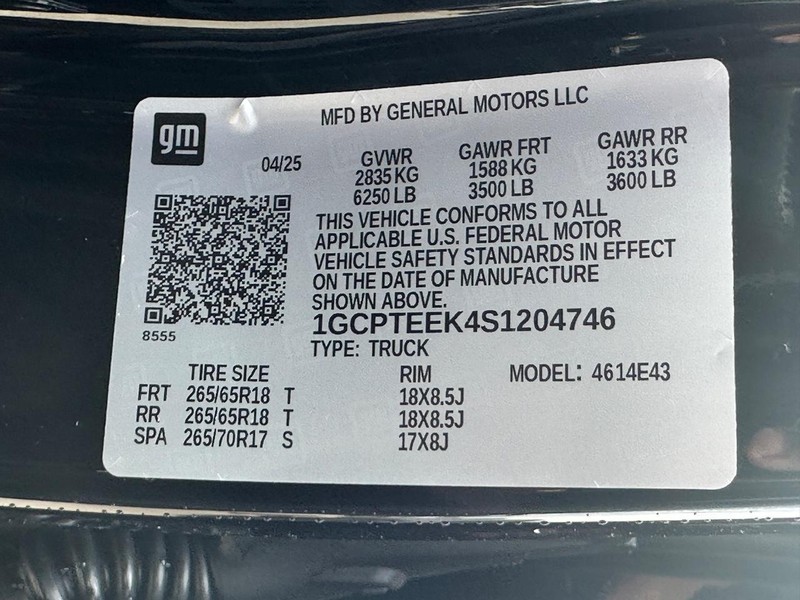 MFD BY GENERAL MOTORS LLC
gm
04/25 GVWR GAWR FRT GAWR RR
2835 KG 1588 KG 1633 KG
6250 LB 3500 LB 3600 LB
THIS VEHICLE CONFORMS TO ALL
APPLICABLE U.S. FEDERAL MOTOR
VEHICLE SAFETY STANDARDS IN EFFECT
ON THE DATE OF MANUFACTURE
SHOWN ABOVE.
1GCPTEEK4S1204746
8555
TYPE: TRUCK
TIRE SIZE RIM MODEL: 4614E43
FRT 265/65R18 T 18X8.5J
RR 265/65R18 T 18X8.5J
SPA 265/70R17 S 17X8J